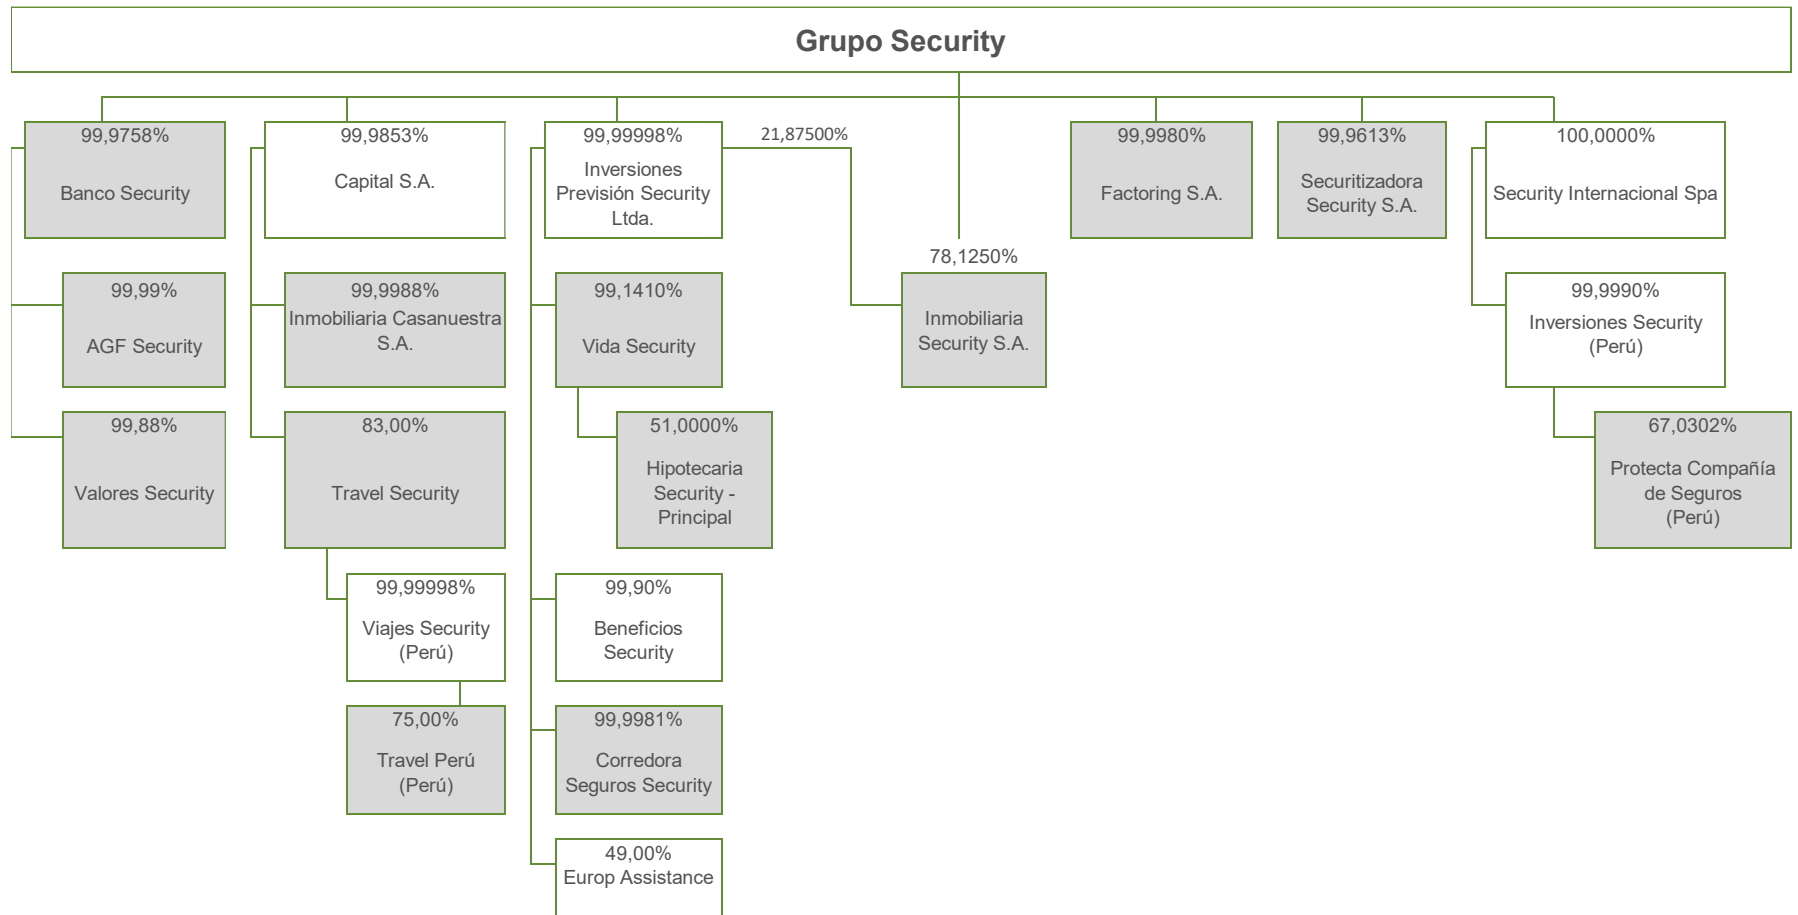 Grupo Security
99,9758%
Banco Security
99,9853%
Capital S.A.
99,99998%
Inversiones
Previsión Security
Ltda.
21,87500%
78,1250%
99,9980%
Factoring S.A.
99,9613%
Securitizadora
Security S.A.
100,0000%
Security Internacional Spa
99,99%
AGF Security
99,9988%
Inmobiliaria Casanuestra
S.A.
99,1410%
Vida Security
Inmobiliaria
Security S.A.
99,9990%
Inversiones Security
(Perú)
99,88%
Valores Security
83,00%
Travel Security
51,0000%
Hipotecaria
Security -
Principal
67,0302%
Protecta Compañía
de Seguros
(Perú)
99,99998%
Viajes Security
(Perú)
99,90%
Beneficios
Security
75,00%
Travel Perú
(Perú)
99,9981%
Corredora
Seguros Security
49,00%
Europ Assistance